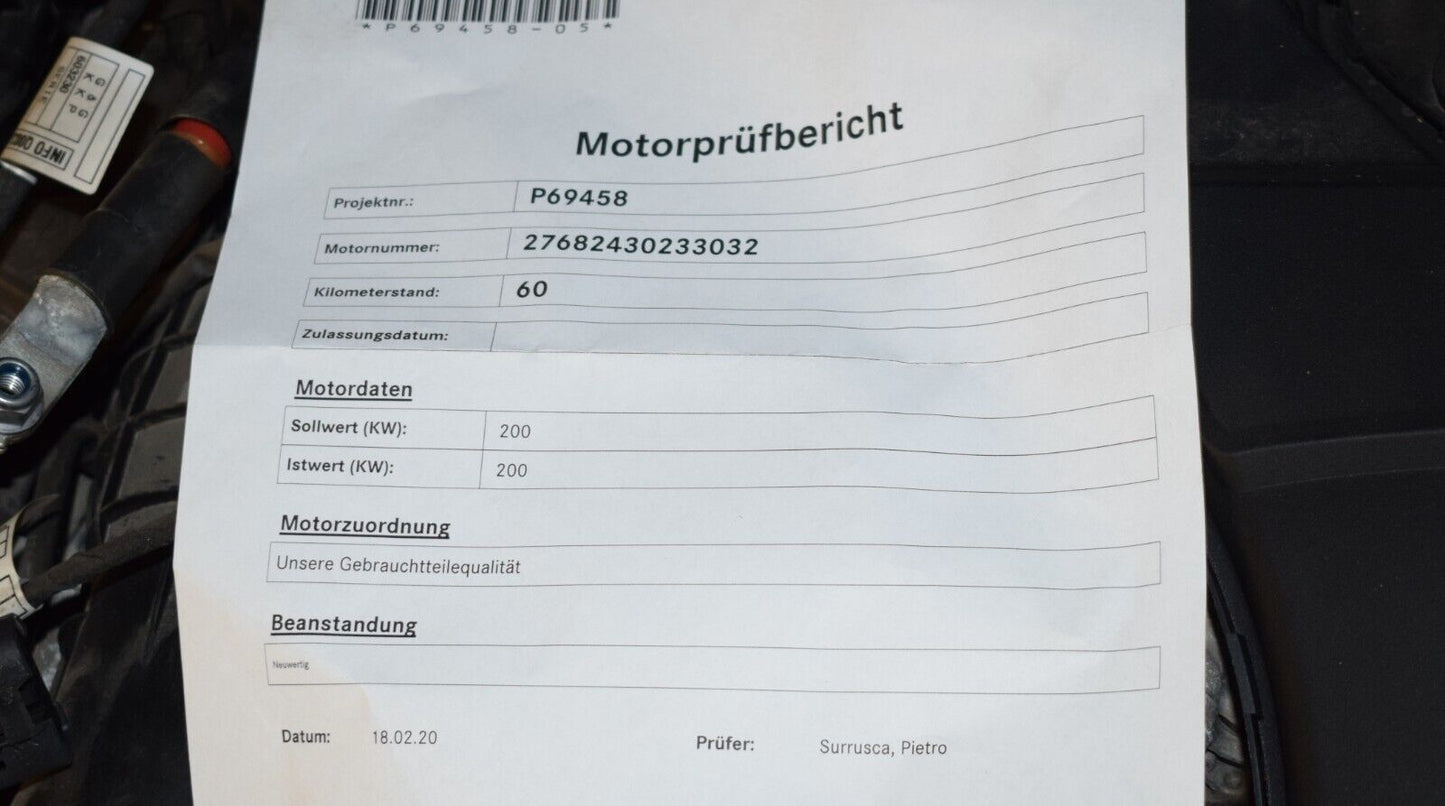 *P69458-05*
Motorprüfbericht
Projektnr.: P69458
Motornummer: 27682430233032
Kilometerstand: 60
Zulassungsdatum:
Motordaten
Sollwert (KW): 200
Istwert (KW): 200
Motorzuordnung
Unsere Gebrauchtteilequalität
Beanstandung
Neuwertig
Datum: 18.02.20 Prüfer: Surrusca, Pietro
INFO